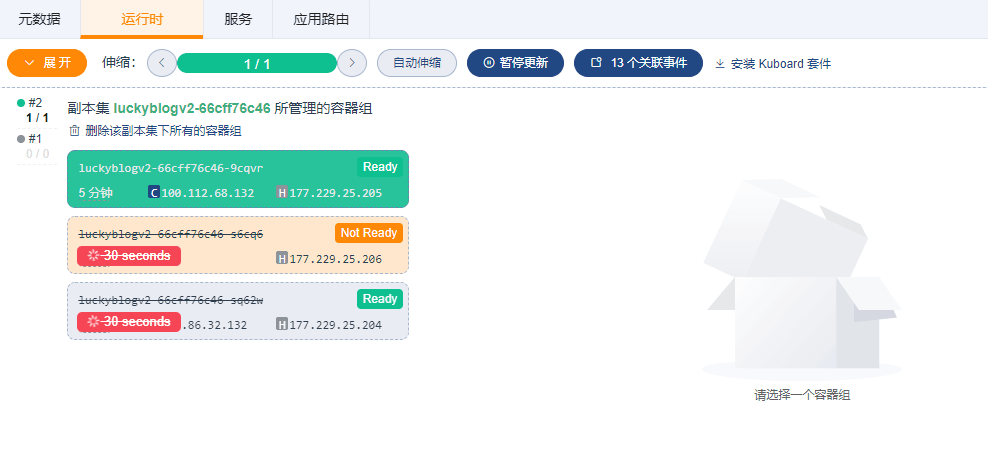 元数据 运行时 服务 应用路由
展 开 伸缩: 1 / 1 自动伸缩 暂停更新 13 个关联事件 安装 Kuboard 套件
#2
1 / 1
#1
0 / 0
副本集 luckyblogv2-66cff76c46 所管理的容器组
删除该副本集下所有的容器组
luckyblogv2-66cff76c46-9cqvr Ready
5 分钟 C 100.112.68.132 H 177.229.25.205
luckyblogv2-66cff76c46-s6cq6 Not Ready
30 seconds H 177.229.25.206
luckyblogv2-66cff76c46-sq62w Ready
30 seconds .86.32.132 H 177.229.25.204
请选择一个容器组